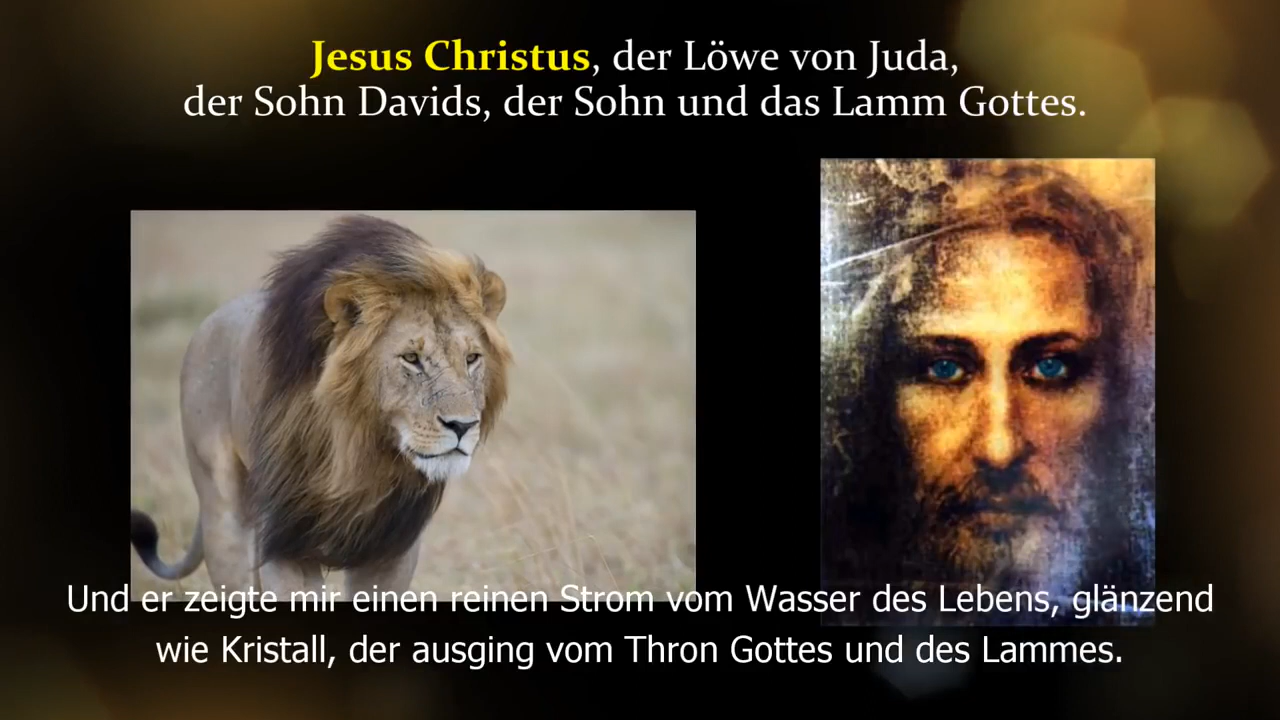 Jesus Christus, der Löwe von Juda,
der Sohn Davids, der Sohn und das Lamm Gottes.
Und er zeigte mir einen reinen Strom vom Wasser des Lebens, glänzend
wie Kristall, der ausging vom Thron Gottes und des Lammes.